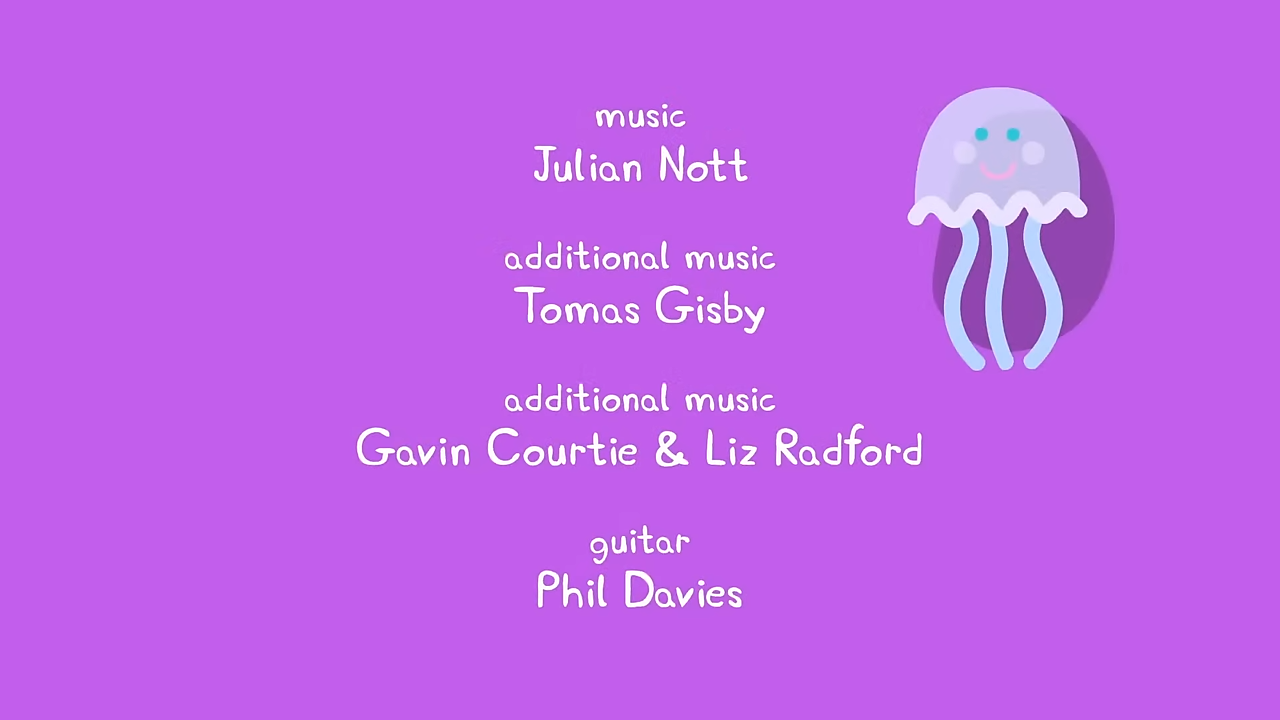 music
Julian Nott
additional music
Tomas Gisby
additional music
Gavin Courtie & Liz Radford
guitar
Phil Davies